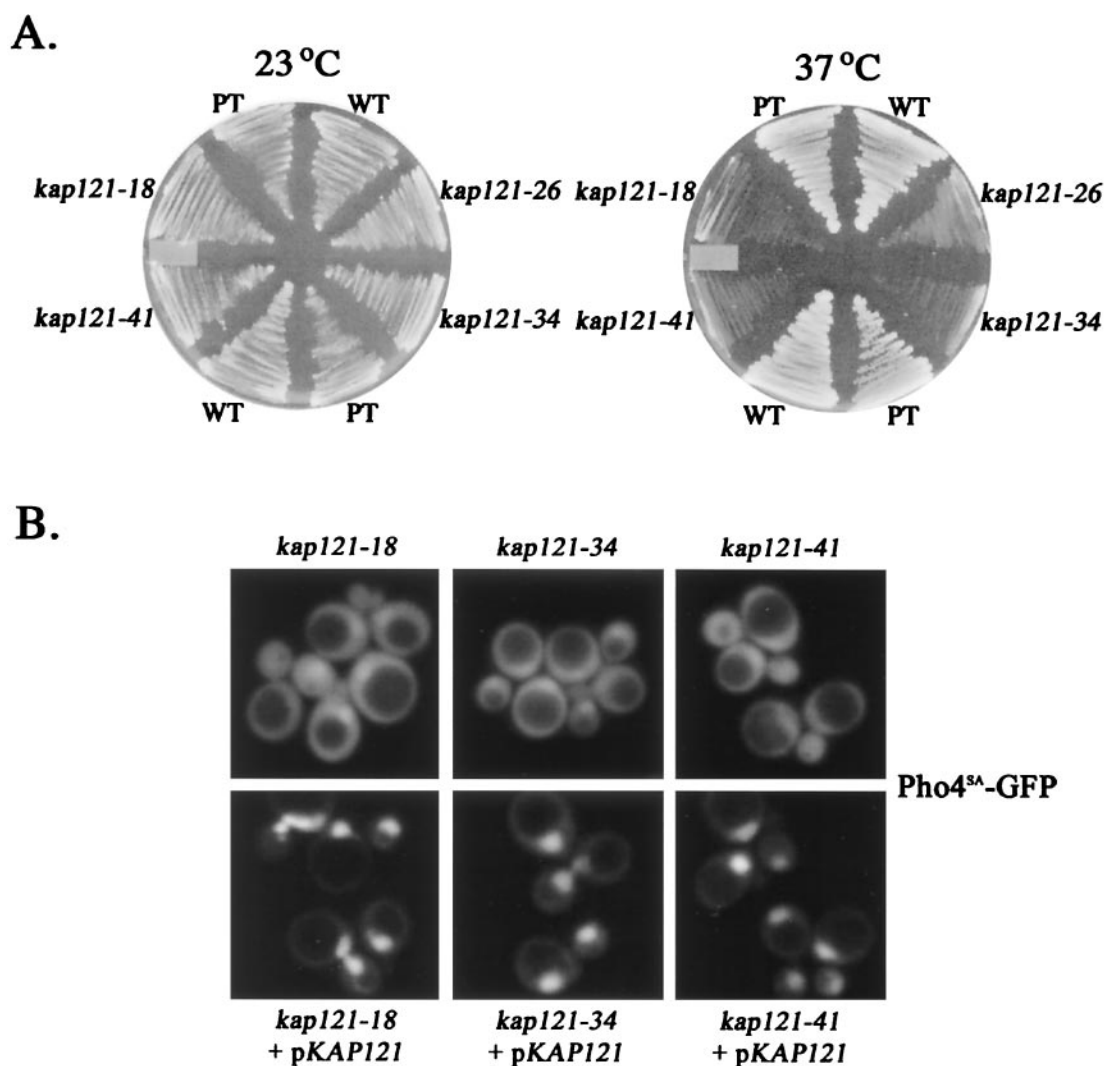 A.
23 °C
37 °C
PT
WT
PT
WT
kap121-18
kap121-26
kap121-18
kap121-26
kap121-41
kap121-34
kap121-41
kap121-34
WT
PT
WT
PT
B.
kap121-18
kap121-34
kap121-41
Pho4ˢᴬ-GFP
kap121-18
+ pKAP121
kap121-34
+ pKAP121
kap121-41
+ pKAP121